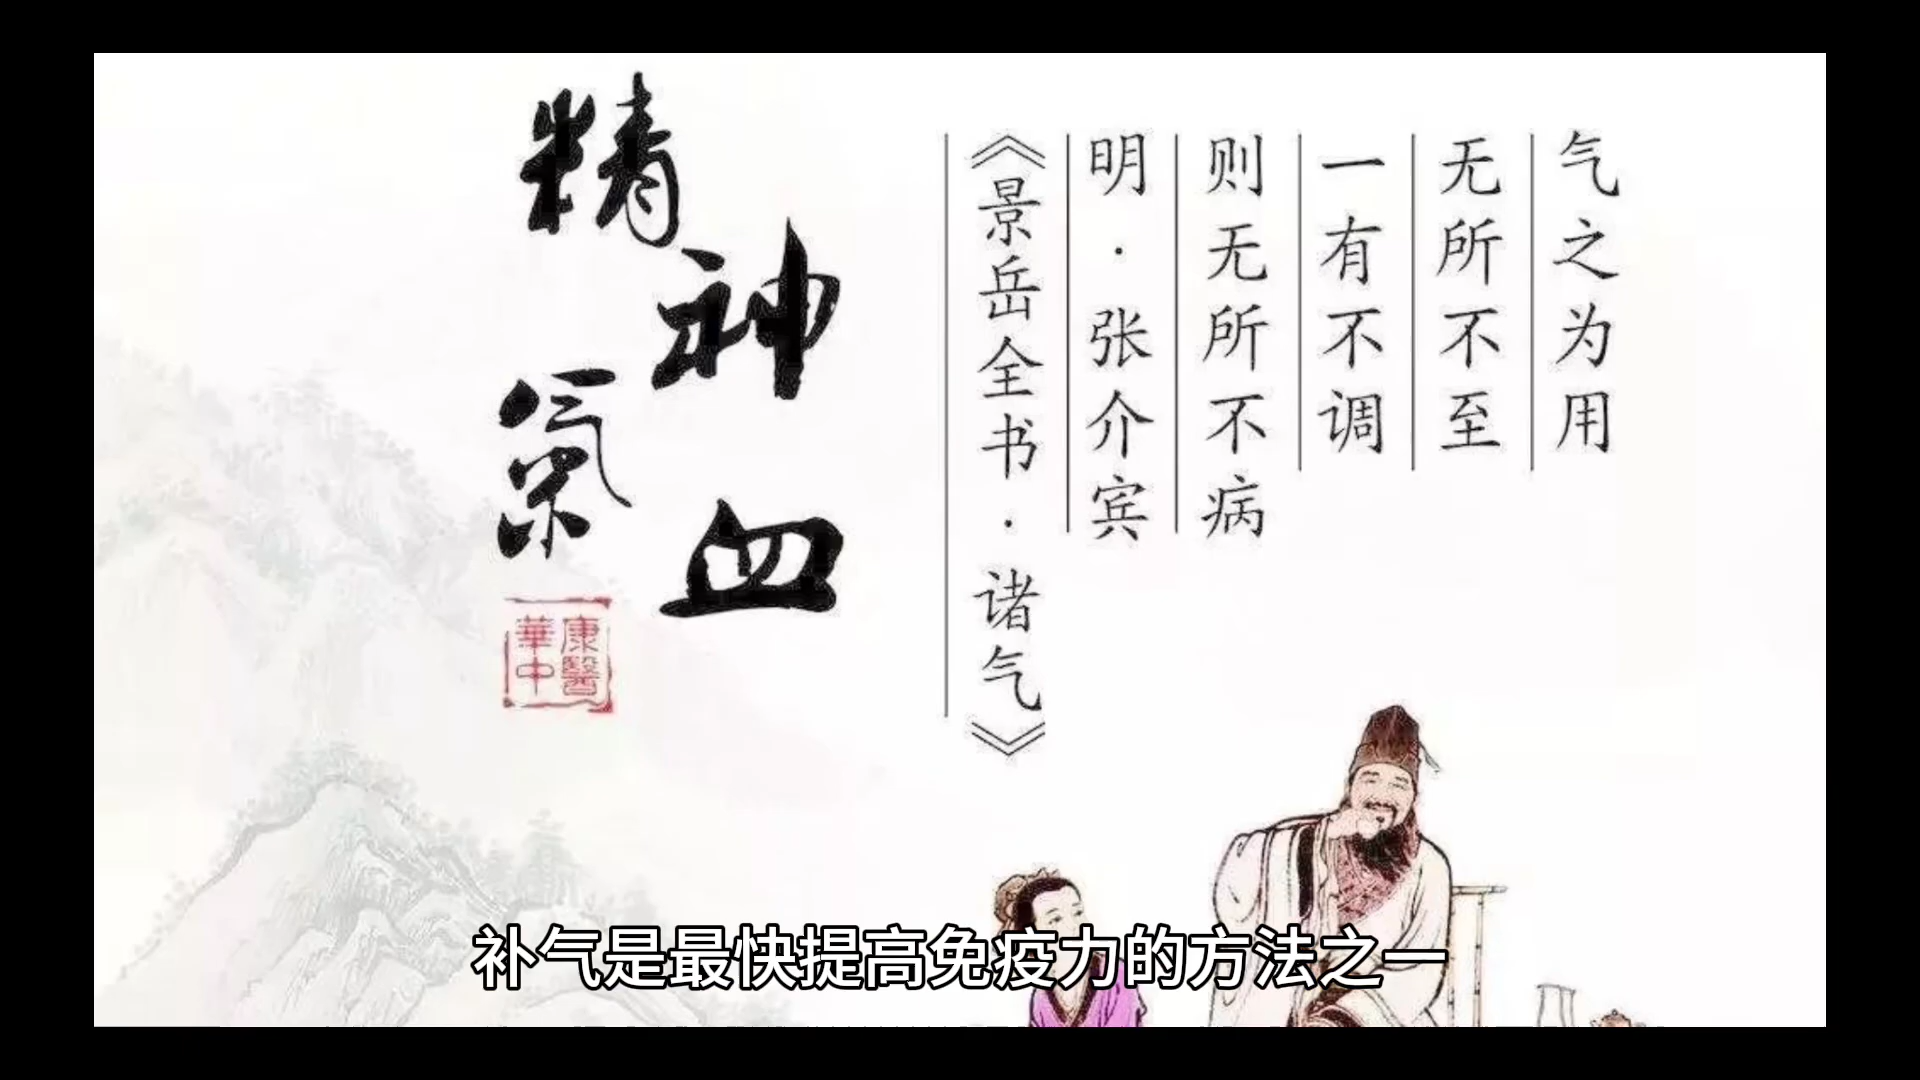 气之为用
无所不至
一有不调
则无所不病
明·张介宾
《景岳全书·诸气》
精
神
氣
血
康醫
華中
补气是最快提高免疫力的方法之一